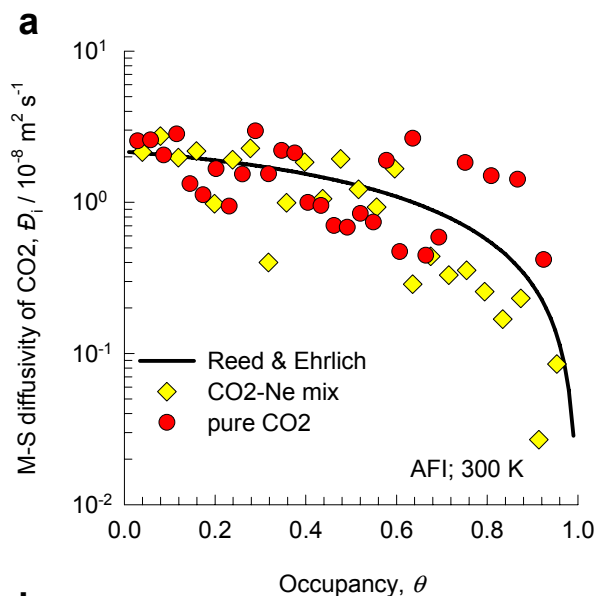 a
10¹
10⁰
10⁻¹
10⁻²
M-S diffusivity of CO2, Đᵢ / 10⁻⁸ m² s⁻¹
Reed & Ehrlich
CO2-Ne mix
pure CO2
AFI; 300 K
0.0 0.2 0.4 0.6 0.8 1.0
Occupancy, θ